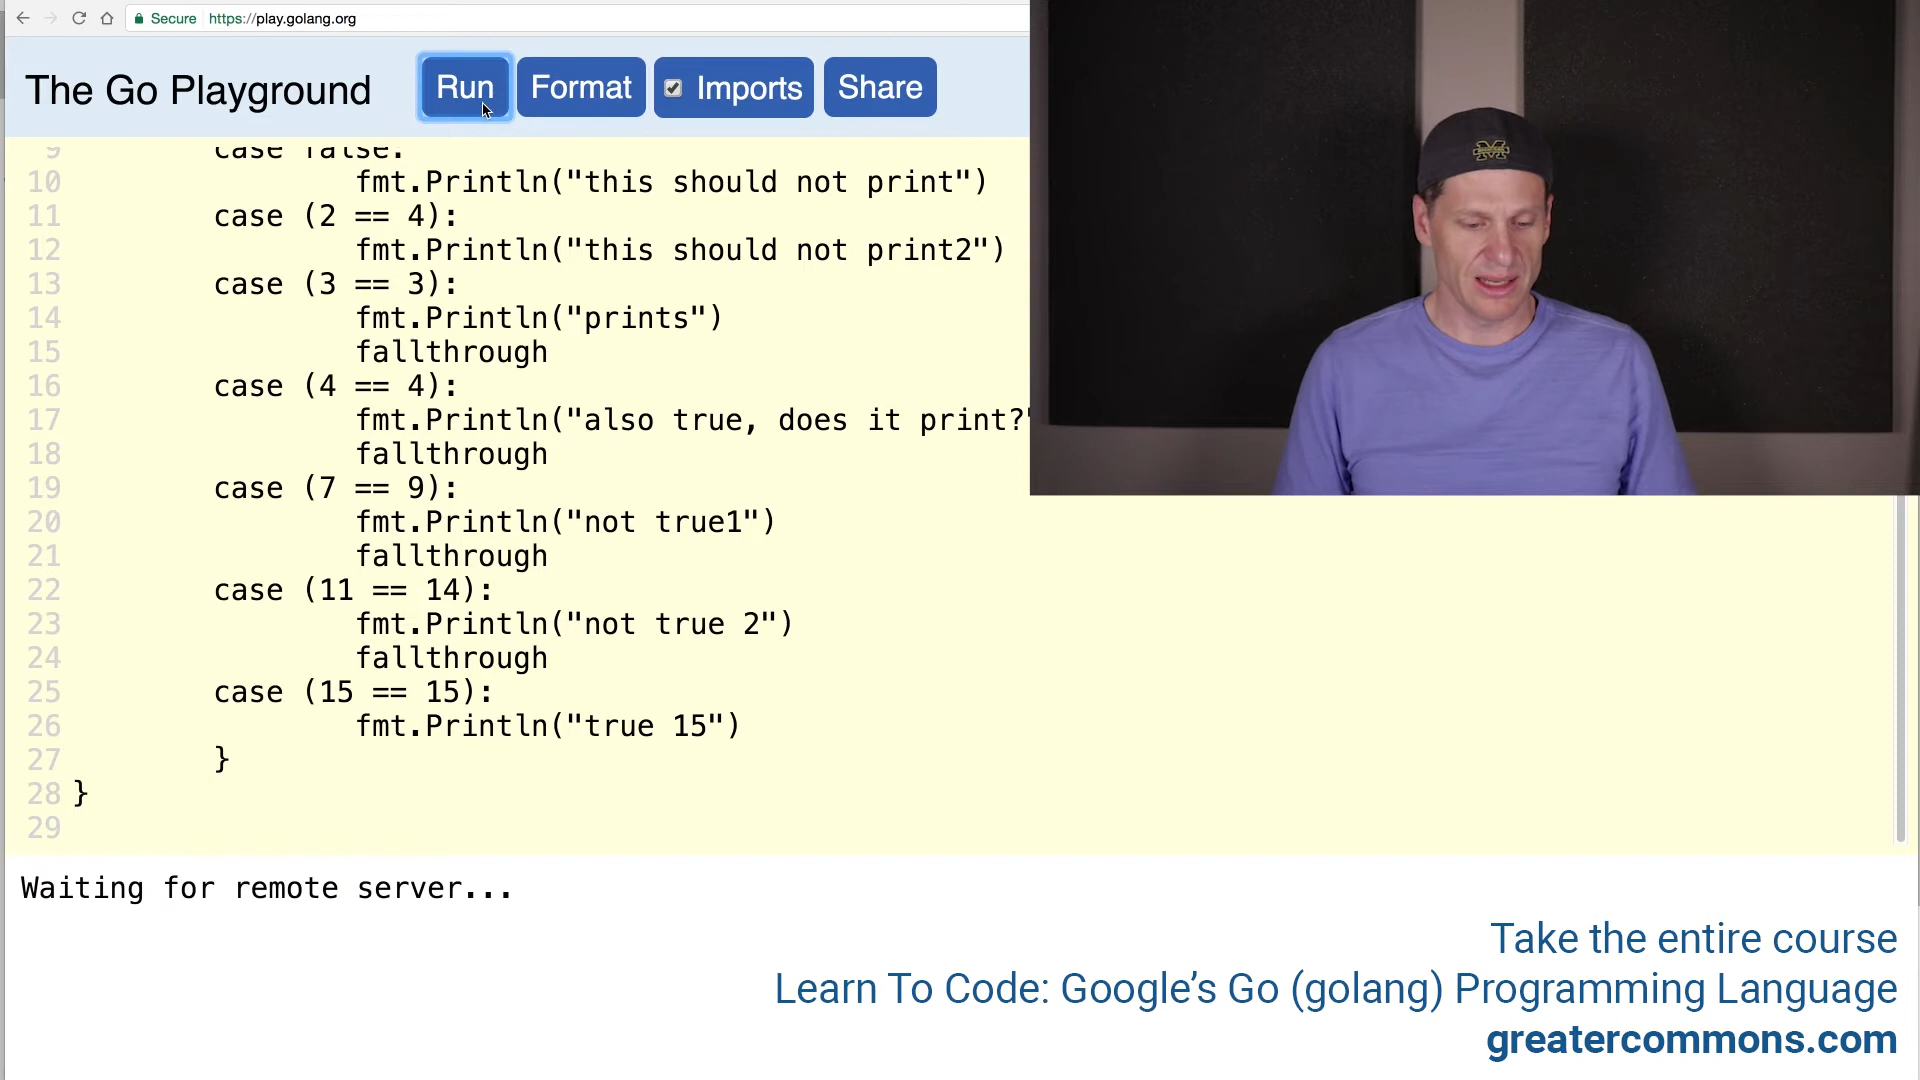 Secure https://play.golang.org
The Go Playground Run Format Imports Share
9 case false:
10 fmt.Println("this should not print")
11 case (2 == 4):
12 fmt.Println("this should not print2")
13 case (3 == 3):
14 fmt.Println("prints")
15 fallthrough
16 case (4 == 4):
17 fmt.Println("also true, does it print?"
18 fallthrough
19 case (7 == 9):
20 fmt.Println("not true1")
21 fallthrough
22 case (11 == 14):
23 fmt.Println("not true 2")
24 fallthrough
25 case (15 == 15):
26 fmt.Println("true 15")
27 }
28 }
29
Waiting for remote server...
Take the entire course
Learn To Code: Google’s Go (golang) Programming Language
greatercommons.com
M